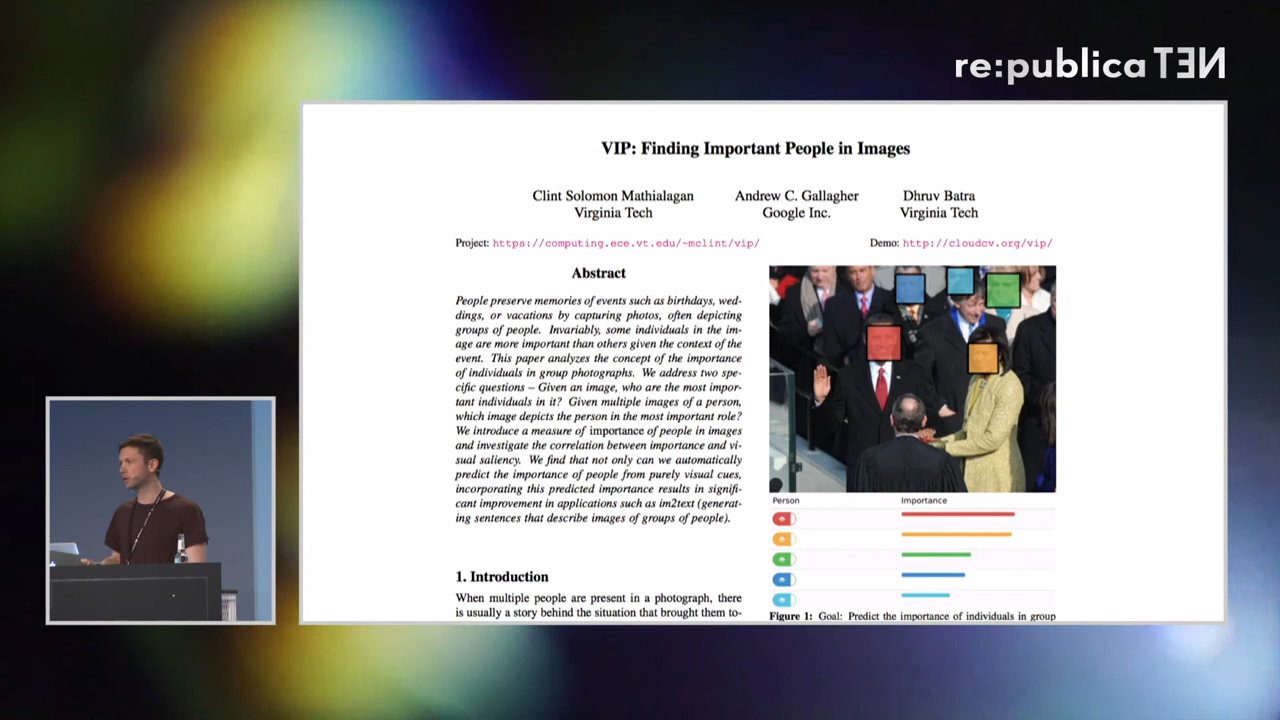 re:publica TEN
VIP: Finding Important People in Images
Clint Solomon Mathialagan
Virginia Tech
Andrew C. Gallagher
Google Inc.
Dhruv Batra
Virginia Tech
Project: https://computing.ece.vt.edu/~mclint/vip/
Demo: http://cloudcv.org/vip/
Abstract
People preserve memories of events such as birthdays, wed-
dings, or vacations by capturing photos, often depicting
groups of people. Invariably, some individuals in the im-
age are more important than others given the context of the
event. This paper analyzes the concept of the importance
of individuals in group photographs. We address two spe-
cific questions – Given an image, who are the most impor-
tant individuals in it? Given multiple images of a person,
which image depicts the person in the most important role?
We introduce a measure of importance of people in images
and investigate the correlation between importance and vi-
sual saliency. We find that not only can we automatically
predict the importance of people from purely visual cues,
incorporating this predicted importance results in signifi-
cant improvement in applications such as im2text (generat-
ing sentences that describe images of groups of people).
1. Introduction
When multiple people are present in a photograph, there
is usually a story behind the situation that brought them to-
Person Importance
Figure 1: Goal: Predict the importance of individuals in group